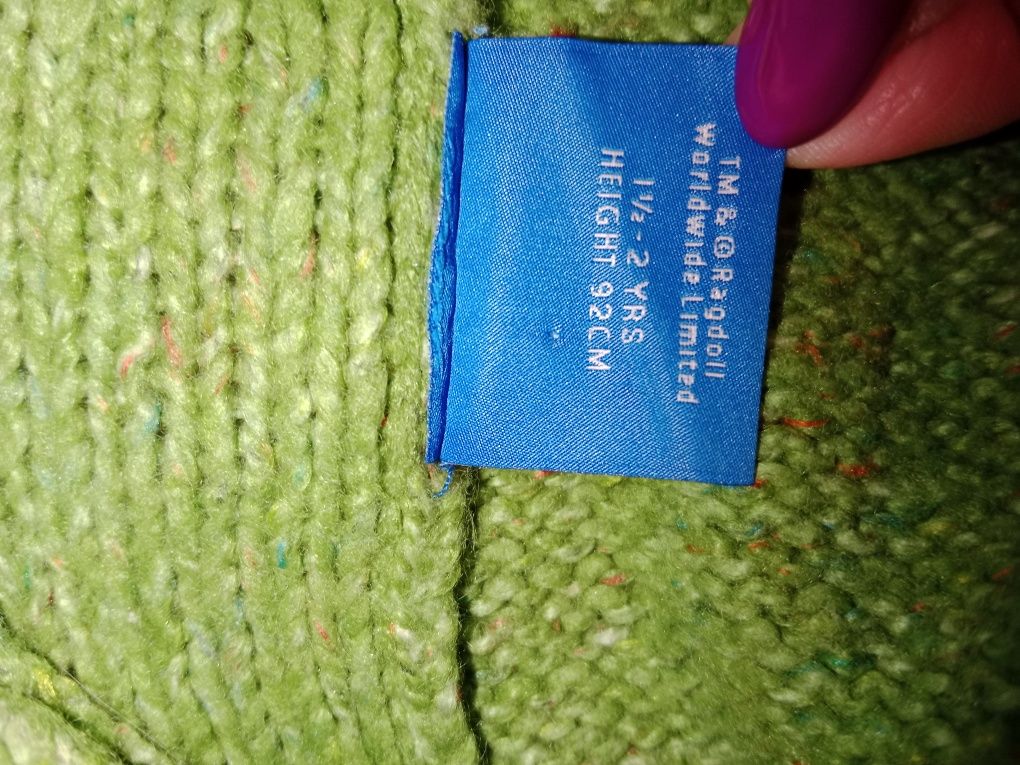 TM & © Ragdoll
Worldwide Limited
1½ - 2 YRS
HEIGHT 92CM